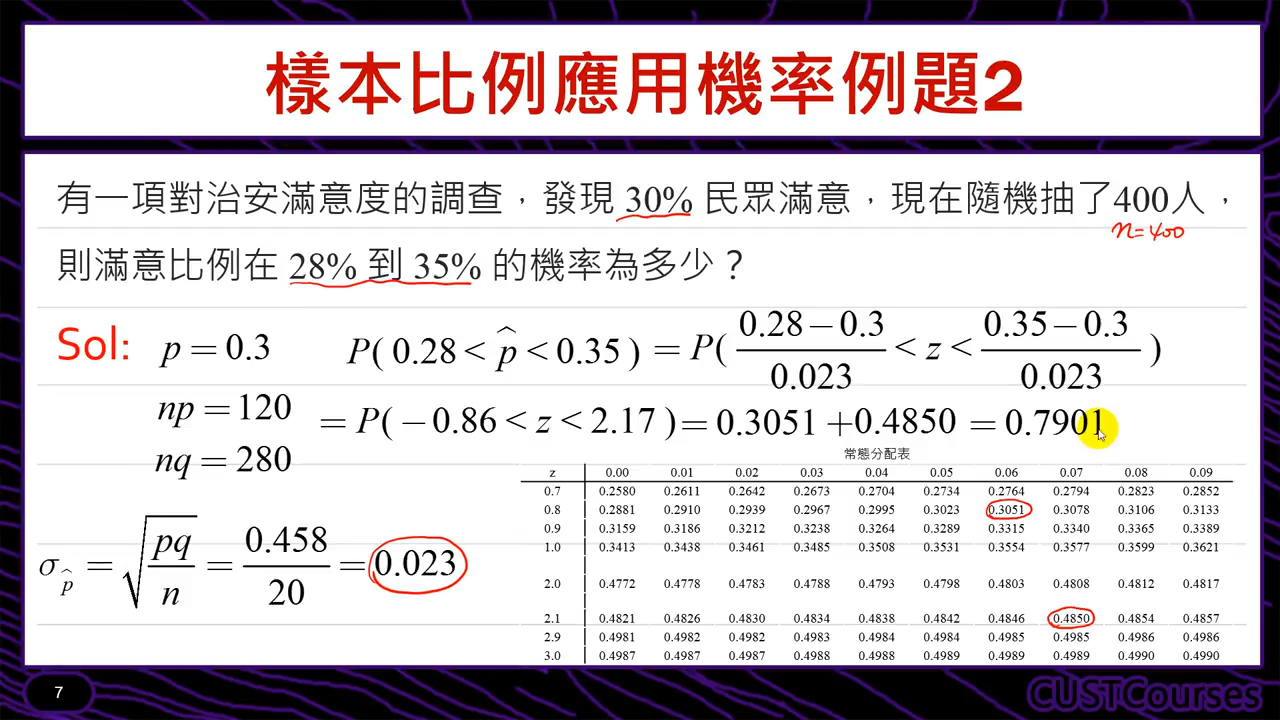 樣本比例應用機率例題2
有一項對治安滿意度的調查，發現 30% 民眾滿意，現在隨機抽了400人，
n=400
則滿意比例在 28% 到 35% 的機率為多少？
Sol: p = 0.3 P( 0.28 < p̂ < 0.35 ) = P( (0.28 − 0.3)/0.023 < z < (0.35 − 0.3)/0.023 )
np = 120 = P( − 0.86 < z < 2.17 ) = 0.3051 + 0.4850 = 0.7901
nq = 280
σp̂ = √(pq/n) = 0.458/20 = 0.023
常態分配表
z 0.00 0.01 0.02 0.03 0.04 0.05 0.06 0.07 0.08 0.09
0.7 0.2580 0.2611 0.2642 0.2673 0.2704 0.2734 0.2764 0.2794 0.2823 0.2852
0.8 0.2881 0.2910 0.2939 0.2967 0.2995 0.3023 0.3051 0.3078 0.3106 0.3133
0.9 0.3159 0.3186 0.3212 0.3238 0.3264 0.3289 0.3315 0.3340 0.3365 0.3389
1.0 0.3413 0.3438 0.3461 0.3485 0.3508 0.3531 0.3554 0.3577 0.3599 0.3621
2.0 0.4772 0.4778 0.4783 0.4788 0.4793 0.4798 0.4803 0.4808 0.4812 0.4817
2.1 0.4821 0.4826 0.4830 0.4834 0.4838 0.4842 0.4846 0.4850 0.4854 0.4857
2.9 0.4981 0.4982 0.4982 0.4983 0.4984 0.4984 0.4985 0.4985 0.4986 0.4986
3.0 0.4987 0.4987 0.4987 0.4988 0.4988 0.4989 0.4989 0.4989 0.4990 0.4990
7
CUSTCourses